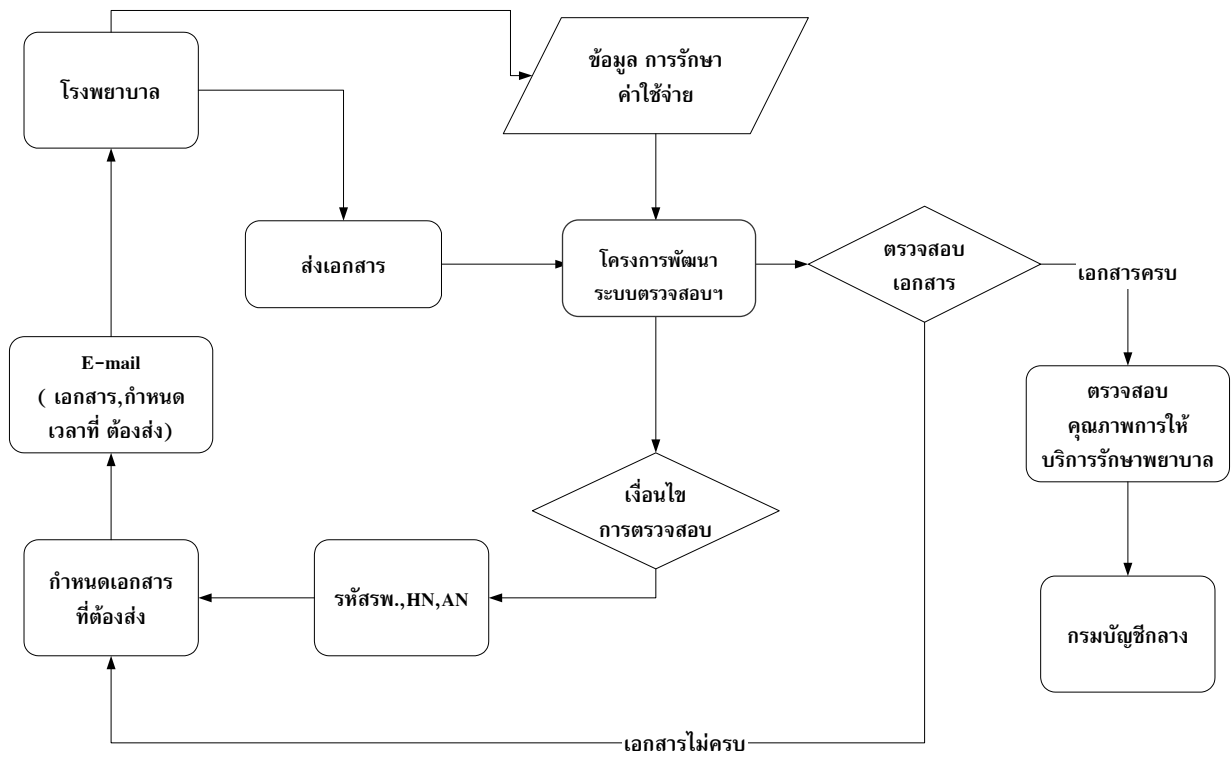 โรงพยาบาล
ข้อมูล การรักษา
ค่าใช้จ่าย
ส่งเอกสาร
โครงการพัฒนา
ระบบตรวจสอบฯ
ตรวจสอบ
เอกสาร
เอกสารครบ
E-mail
( เอกสาร,กำหนด
เวลาที่ ต้องส่ง)
ตรวจสอบ
คุณภาพการให้
บริการรักษาพยาบาล
เงื่อนไข
การตรวจสอบ
กำหนดเอกสาร
ที่ต้องส่ง
รหัสรพ.,HN,AN
กรมบัญชีกลาง
เอกสารไม่ครบ